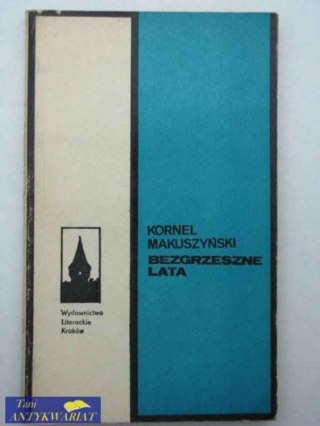 KORNEL
MAKUSZYŃSKI
BEZGRZESZNE
LATA
Wydawnictwo
Literackie
Kraków
Tani
ANTYKWARIAT